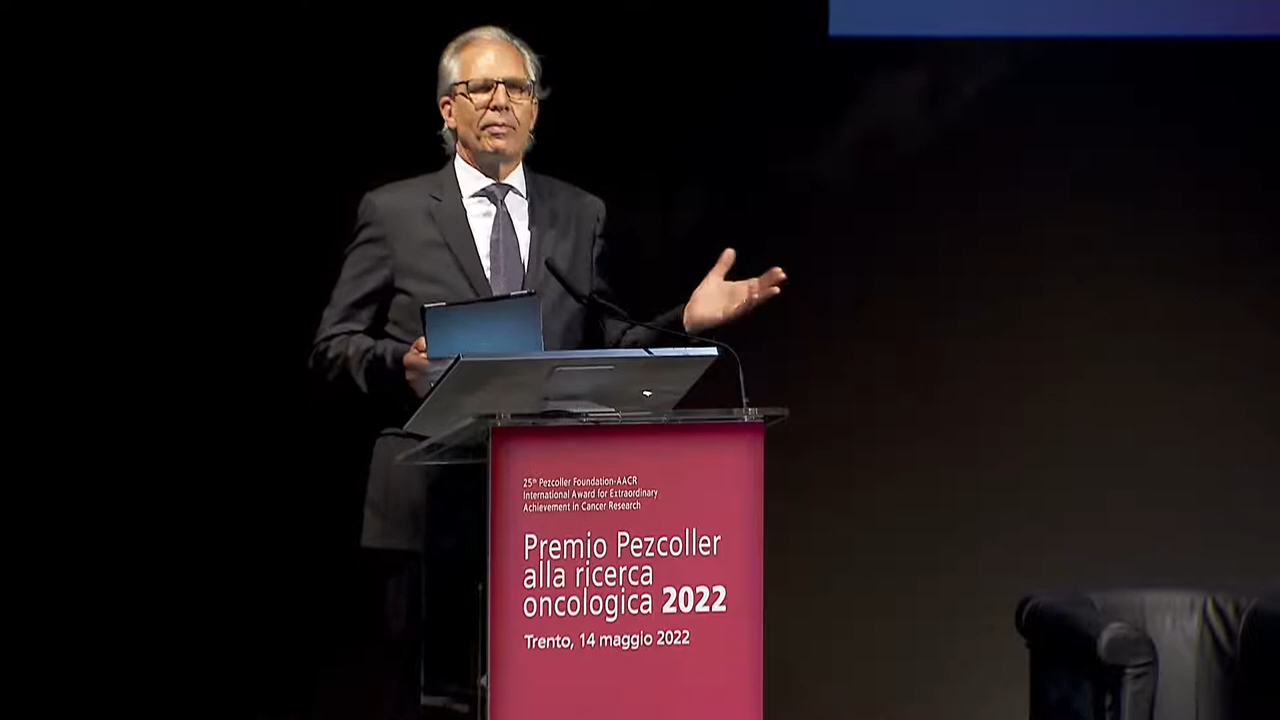 25th Pezcoller Foundation-AACR
International Award for Extraordinary
Achievement in Cancer Research
Premio Pezcoller
alla ricerca
oncologica 2022
Trento, 14 maggio 2022